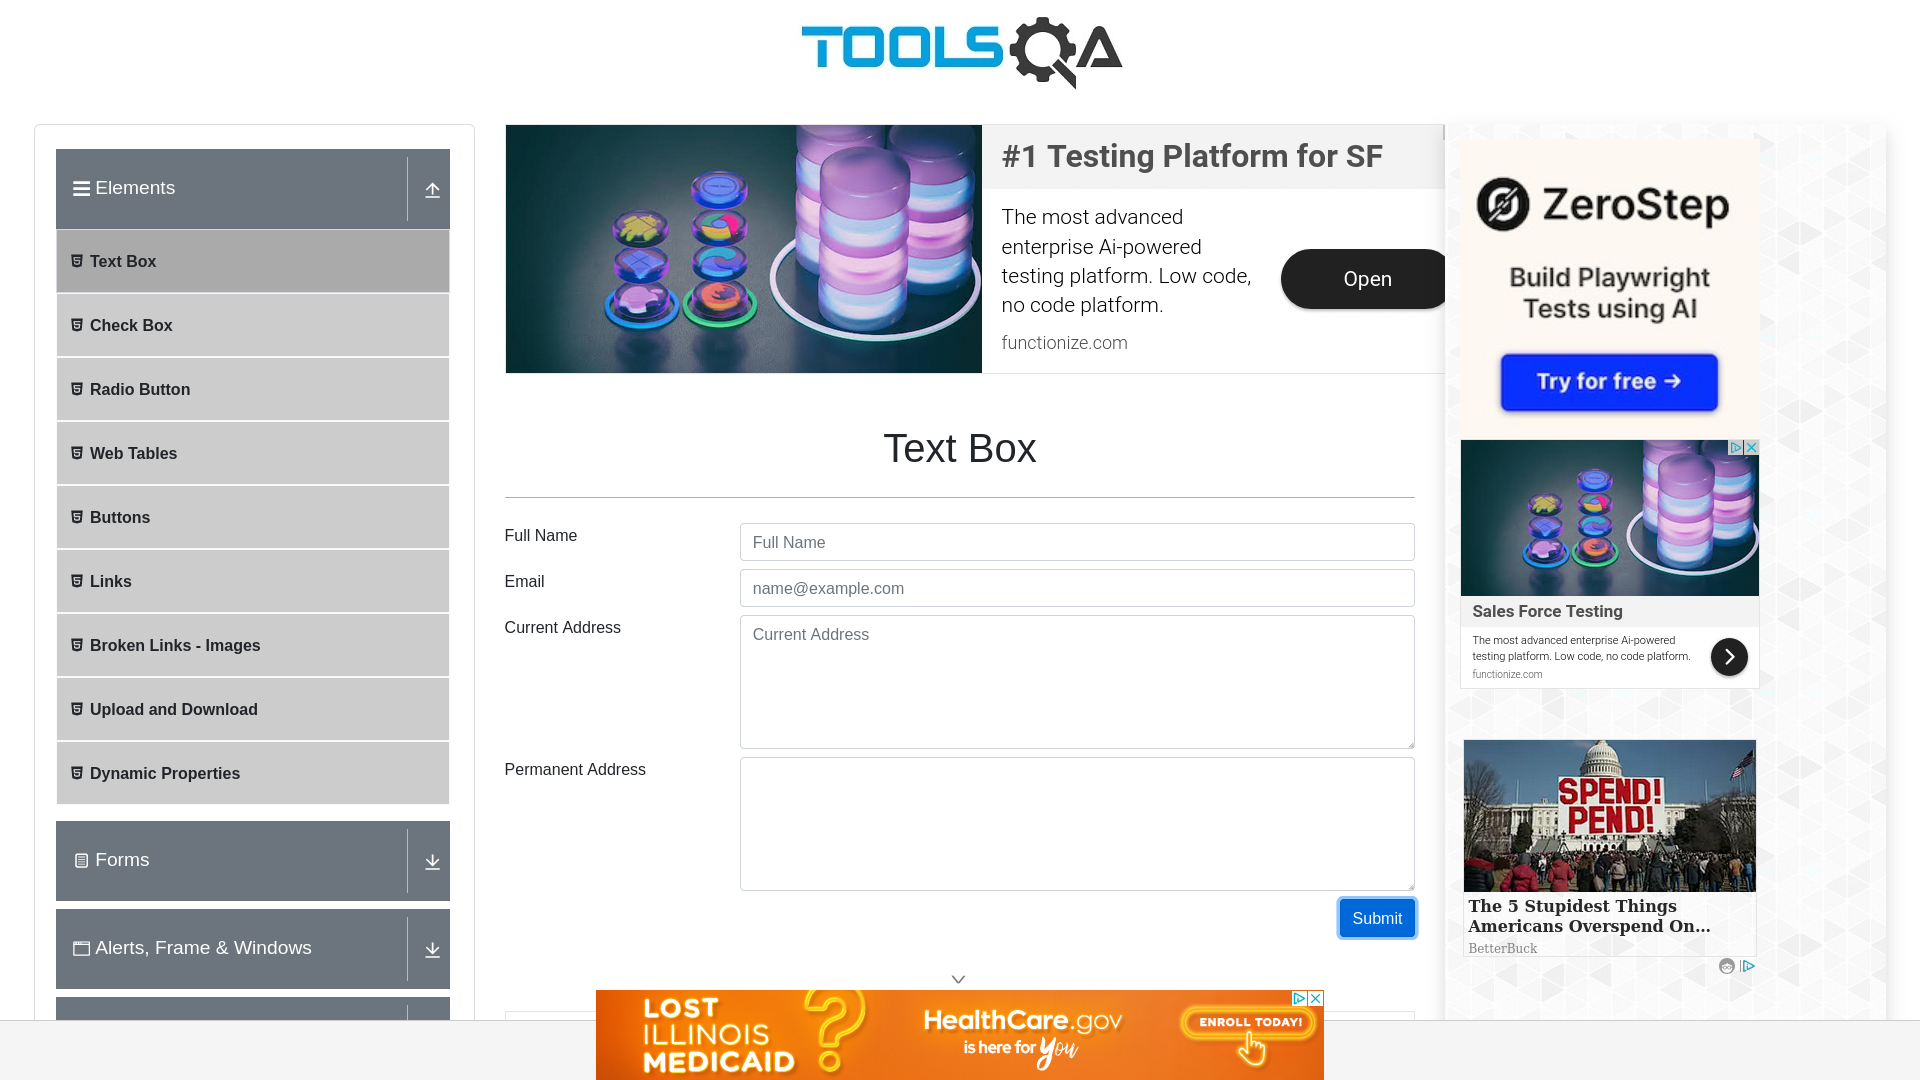 TOOLSQA
Elements
Text Box
Check Box
Radio Button
Web Tables
Buttons
Links
Broken Links - Images
Upload and Download
Dynamic Properties
Forms
Alerts, Frame & Windows
#1 Testing Platform for SF
The most advanced
enterprise Ai-powered
testing platform. Low code,
no code platform.
functionize.com
Open
Text Box
Full Name
Full Name
Email
name@example.com
Current Address
Current Address
Permanent Address
Submit
ZeroStep
Build Playwright
Tests using AI
Try for free →
Sales Force Testing
The most advanced enterprise Ai-powered
testing platform. Low code, no code platform.
functionize.com
SPEND!
PEND!
The 5 Stupidest Things
Americans Overspend On...
BetterBuck
LOST
ILLINOIS
MEDICAID
?
HealthCare.gov
is here for You
ENROLL TODAY!